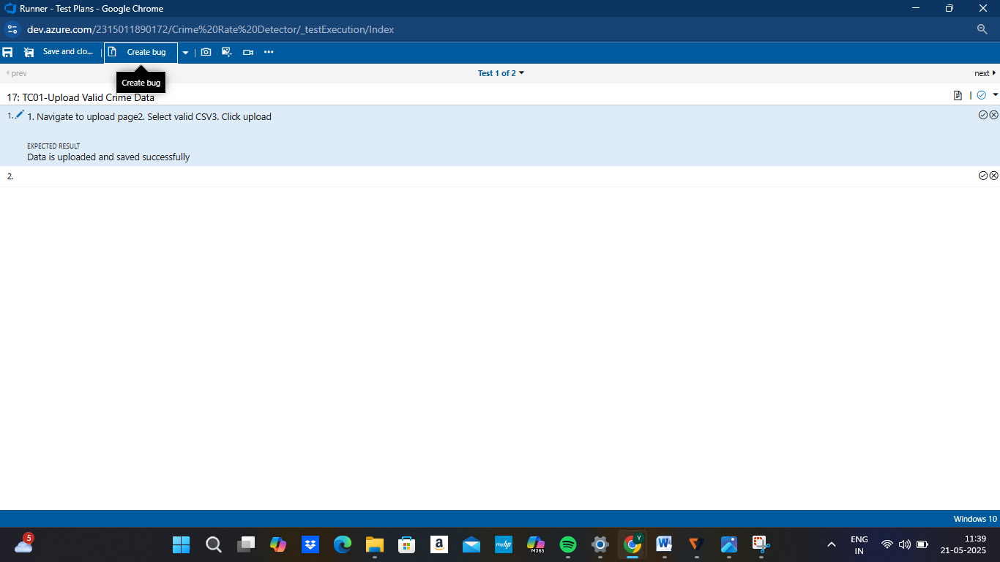 Runner - Test Plans - Google Chrome
dev.azure.com/2315011890172/Crime%20Rate%20Detector/_testExecution/Index
Save and clo... Create bug
prev Test 1 of 2 next
Create bug
17: TC01-Upload Valid Crime Data
1. 1. Navigate to upload page2. Select valid CSV3. Click upload
EXPECTED RESULT
Data is uploaded and saved successfully
2.
Windows 10
5
a
myhp
M365
Y
W
ENG
IN
11:39
21-05-2025